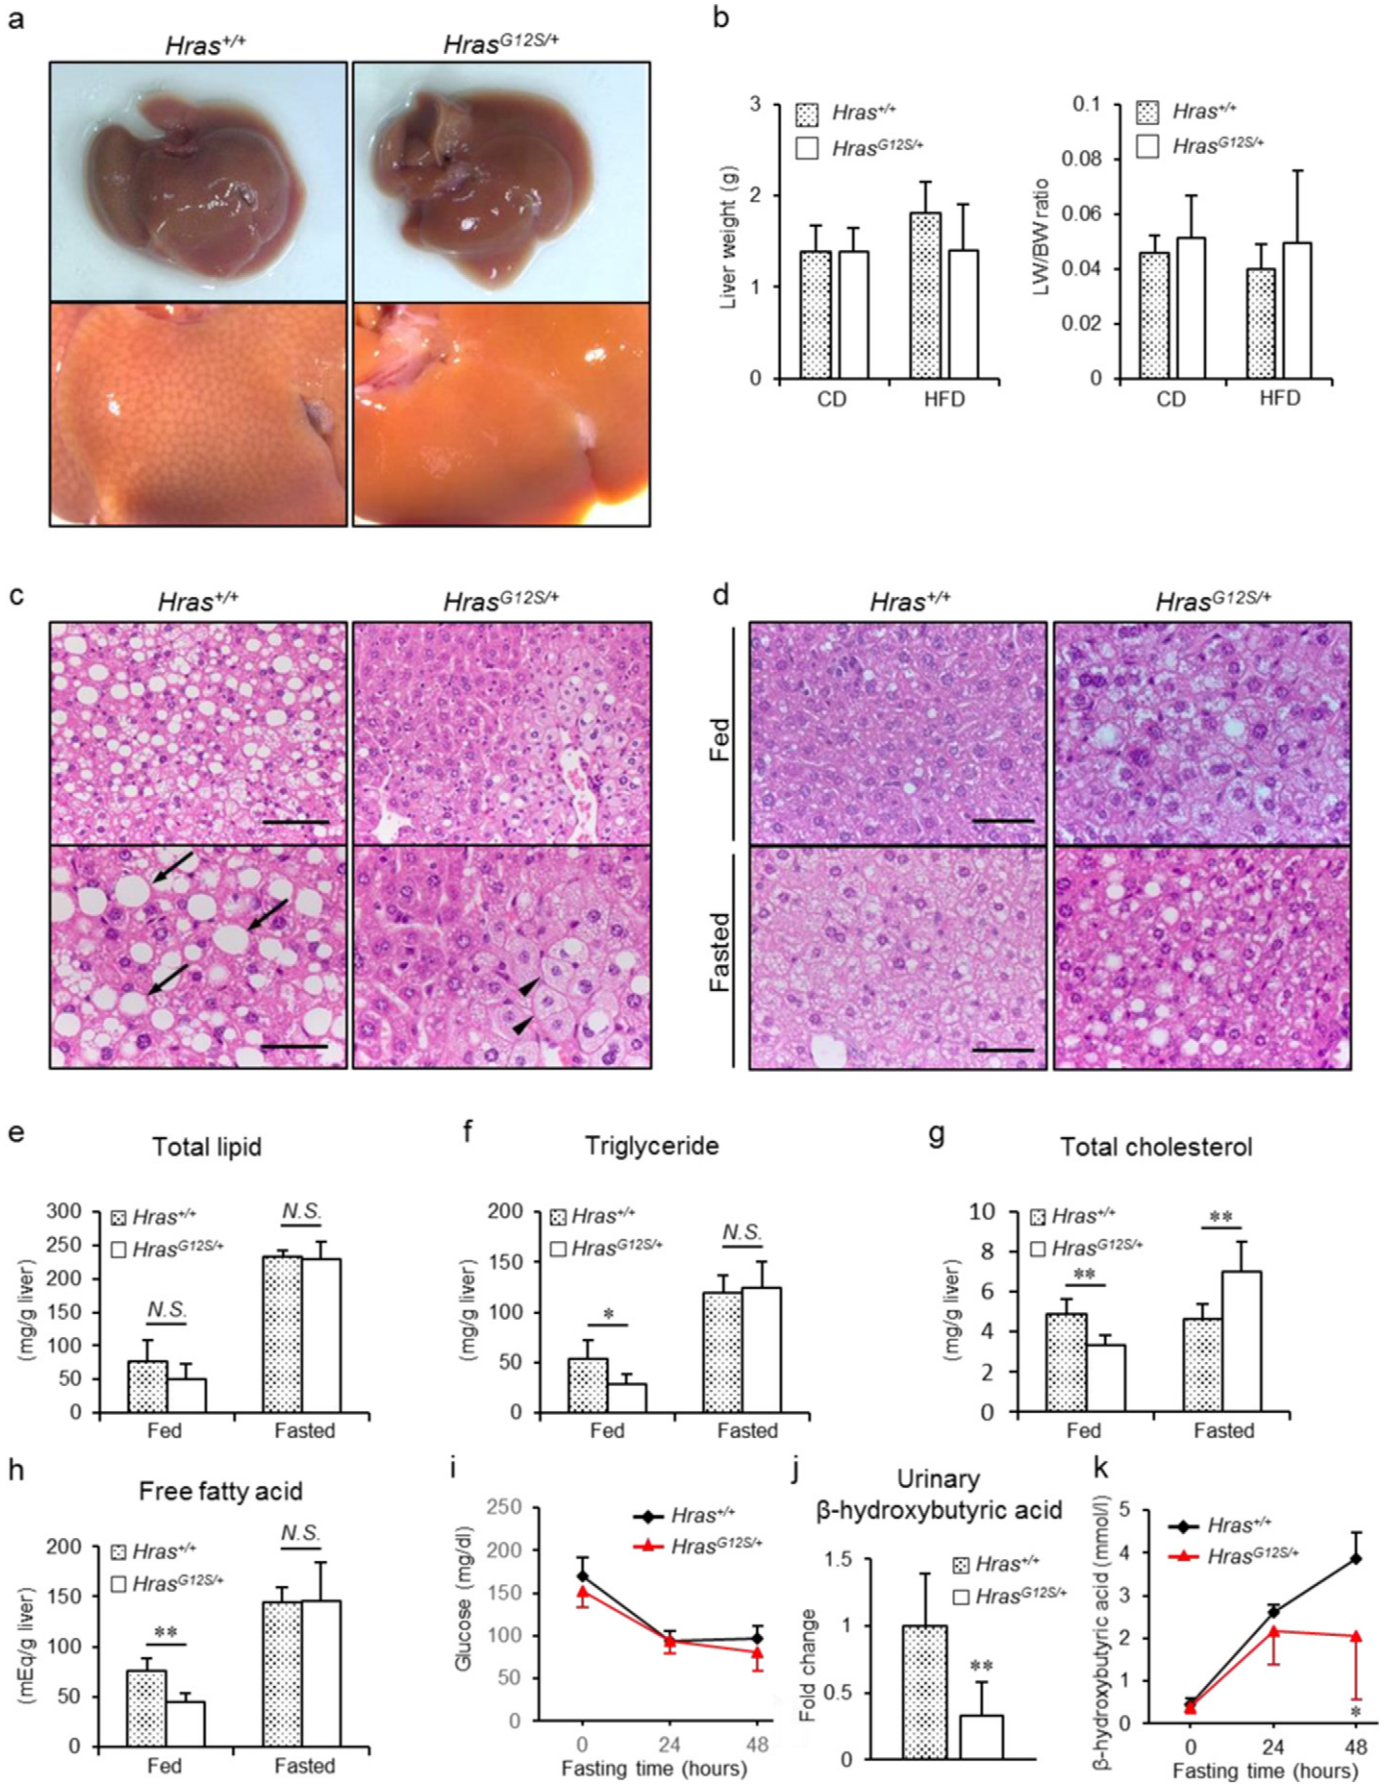 a
Hras+/+
HrasG12S/+
b
3
2
1
0
Liver weight (g)
Hras+/+
HrasG12S/+
CD
HFD
0.1
0.08
0.06
0.04
0.02
0
LW/BW ratio
Hras+/+
HrasG12S/+
CD
HFD
c
Hras+/+
HrasG12S/+
d
Hras+/+
HrasG12S/+
Fed
Fasted
e
Total lipid
300
250
200
150
100
50
0
(mg/g liver)
Hras+/+
HrasG12S/+
N.S.
N.S.
Fed
Fasted
f
Triglyceride
200
150
100
50
0
(mg/g liver)
Hras+/+
HrasG12S/+
*
N.S.
Fed
Fasted
g
Total cholesterol
10
8
6
4
2
0
(mg/g liver)
Hras+/+
HrasG12S/+
**
**
Fed
Fasted
h
Free fatty acid
200
150
100
50
0
(mEq/g liver)
Hras+/+
HrasG12S/+
**
N.S.
Fed
Fasted
i
250
200
150
100
50
0
Glucose (mg/dl)
Hras+/+
HrasG12S/+
0
24
48
Fasting time (hours)
j
Urinary
β-hydroxybutyric acid
1.5
1
0.5
0
Fold change
Hras+/+
HrasG12S/+
**
k
5
4
3
2
1
0
β-hydroxybutyric acid (mmol/l)
Hras+/+
HrasG12S/+
*
0
24
48
Fasting time (hours)